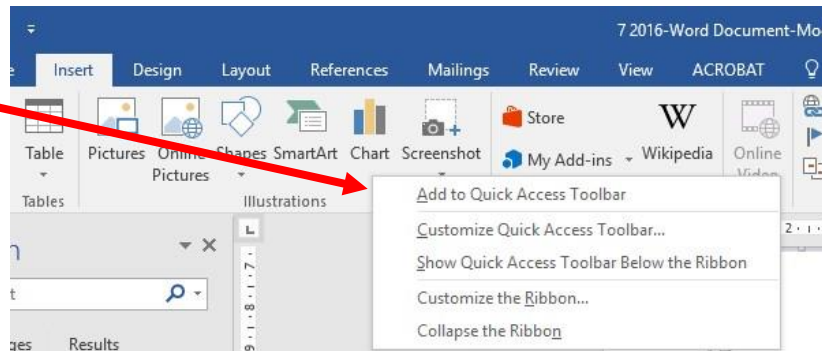 7 2016-Word Document-Mo
Insert Design Layout References Mailings Review View ACROBAT
Table Pictures Online Pictures Shapes SmartArt Chart Screenshot
Store
My Add-ins
Wikipedia
Online Video
Tables Illustrations
Add to Quick Access Toolbar
Customize Quick Access Toolbar...
Show Quick Access Toolbar Below the Ribbon
Customize the Ribbon...
Collapse the Ribbon
Results
L
2